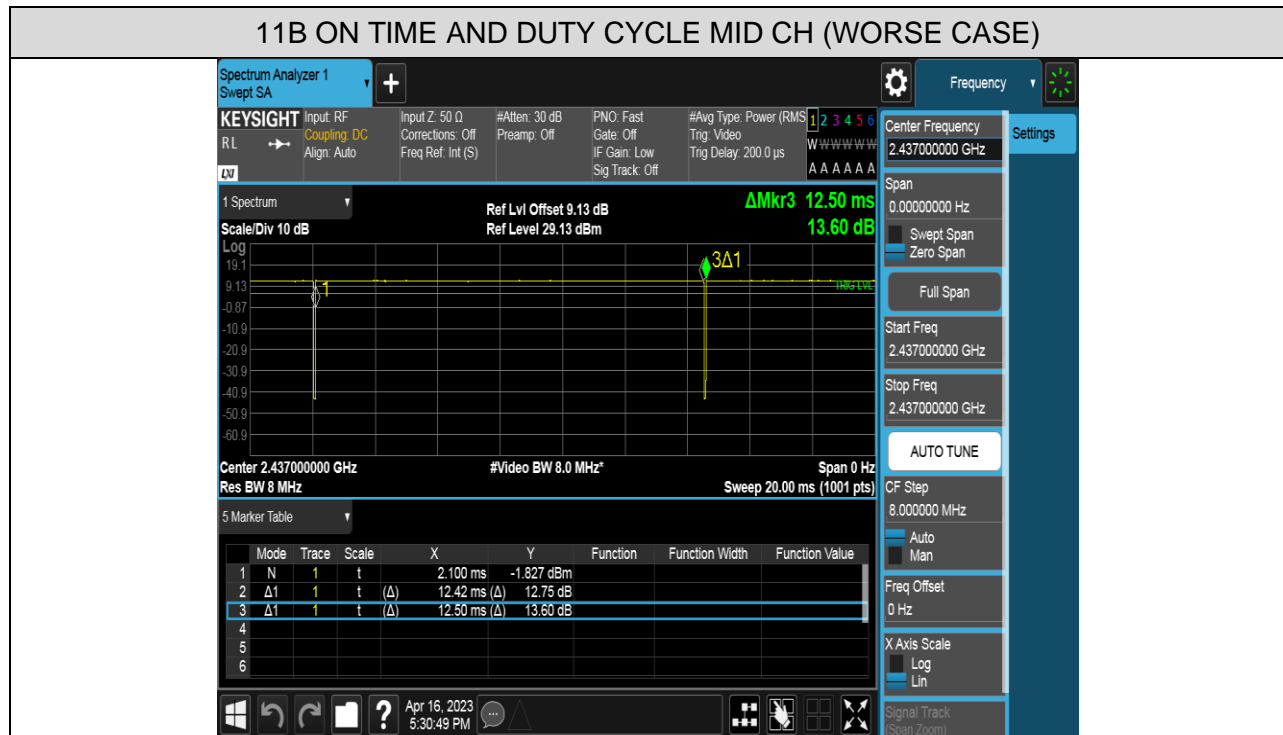 11B ON TIME AND DUTY CYCLE MID CH (WORSE CASE)
Spectrum Analyzer 1
Swept SA
+
Frequency
KEYSIGHT
RL
LXI
Input: RF
Coupling: DC
Align: Auto
Input Z: 50 Ω
Corrections: Off
Freq Ref: Int (S)
#Atten: 30 dB
Preamp: Off
PNO: Fast
Gate: Off
IF Gain: Low
Sig Track: Off
#Avg Type: Power (RMS
Trig: Video
Trig Delay: 200.0 µs
1 2 3 4 5 6
W W W W W W
A A A A A A
1 Spectrum
Scale/Div 10 dB
Ref Lvl Offset 9.13 dB
Ref Level 29.13 dBm
ΔMkr3 12.50 ms
13.60 dB
Log
19.1
9.13
-0.87
-10.9
-20.9
-30.9
-40.9
-50.9
-60.9
1
3Δ1
TRIG LVL
Center 2.437000000 GHz
#Video BW 8.0 MHz*
Span 0 Hz
Res BW 8 MHz
Sweep 20.00 ms (1001 pts)
5 Marker Table
Mode Trace Scale X Y Function Function Width Function Value
1 N 1 t 2.100 ms -1.827 dBm
2 Δ1 1 t (Δ) 12.42 ms (Δ) 12.75 dB
3 Δ1 1 t (Δ) 12.50 ms (Δ) 13.60 dB
4
5
6
?
Apr 16, 2023
5:30:49 PM
Center Frequency
2.437000000 GHz
Settings
Span
0.00000000 Hz
Swept Span
Zero Span
Full Span
Start Freq
2.437000000 GHz
Stop Freq
2.437000000 GHz
AUTO TUNE
CF Step
8.000000 MHz
Auto
Man
Freq Offset
0 Hz
X Axis Scale
Log
Lin
Signal Track
(Span Zoom)